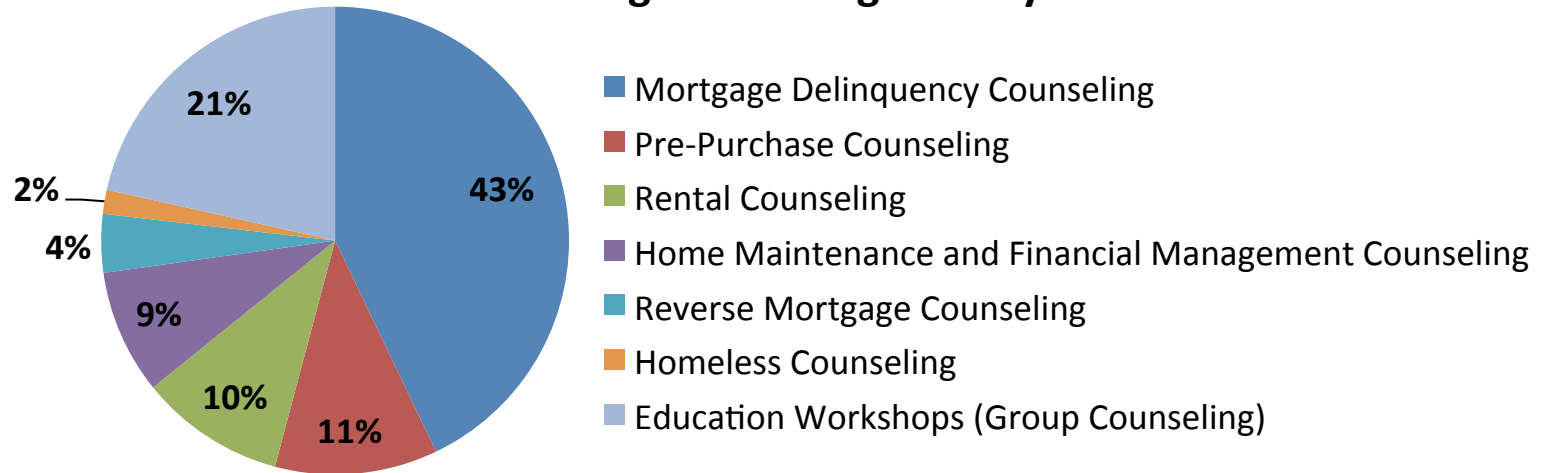 21%
43%
2%
4%
9%
10%
11%
Mortgage Delinquency Counseling
Pre-Purchase Counseling
Rental Counseling
Home Maintenance and Financial Management Counseling
Reverse Mortgage Counseling
Homeless Counseling
Education Workshops (Group Counseling)